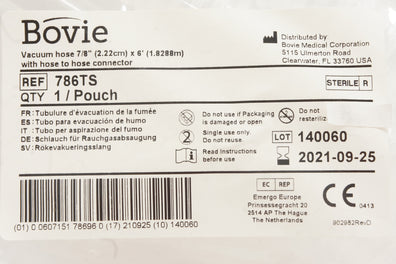 Bovie
Vacuum hose 7/8" (2.22cm) x 6' (1.8288m)
with hose to hose connector
Distributed by
Bovie Medical Corporation
5115 Ulmerton Road
Clearwater, FL 33760 USA
REF 786TS
QTY 1 / Pouch
STERILE R
FR: Tubulure d'évacuation de la fumée
ES: Tubo para evacuación de humo
IT: Tubo per aspirazione del fumo
DE: Schlauch für Rauchgasabsaugung
SV: Rökevakueringsslang
Do not use if Packaging
is damaged or open
Do not
resterilize
2
Single use only.
Do not reuse.
LOT 140060
Read Instructions
before use
2021-09-25
EC REP
Emergo Europe
Prinsessegracht 20
2514 AP The Hague
The Netherlands
CE 0413
(01) 0 0607151 78696 0 (17) 210925 (10) 140060
902982RevD